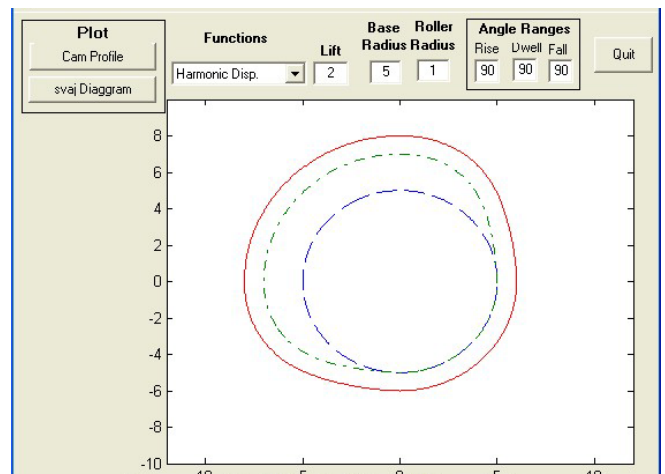 Plot
Cam Profile
svaj Diaggram
Functions
Harmonic Disp.
Lift
2
Base Radius
5
Roller Radius
1
Angle Ranges
Rise Dwell Fall
90 90 90
Quit
8
6
4
2
0
-2
-4
-6
-8
-10
-10 -5 0 5 10